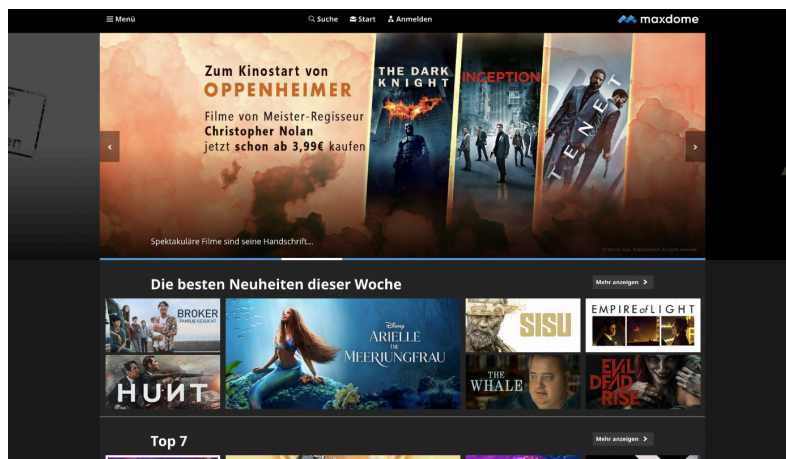 Menü
Suche
Start
Anmelden
maxdome
Zum Kinostart von
OPPENHEIMER
Filme von Meister-Regisseur
Christopher Nolan
jetzt schon ab 3,99€ kaufen
THE DARK
KNIGHT
INCEPTION
TENET
Spektakuläre Filme sind seine Handschrift...
Die besten Neuheiten dieser Woche
Mehr anzeigen
BROKER
FAMILIE GESUCHT
HUNT
Disney
ARIELLE
DIE
MEERJUNGFRAU
SISU
THE
WHALE
EMPIRE of LIGHT
EVIL
DEAD
RISE
Top 7
Mehr anzeigen